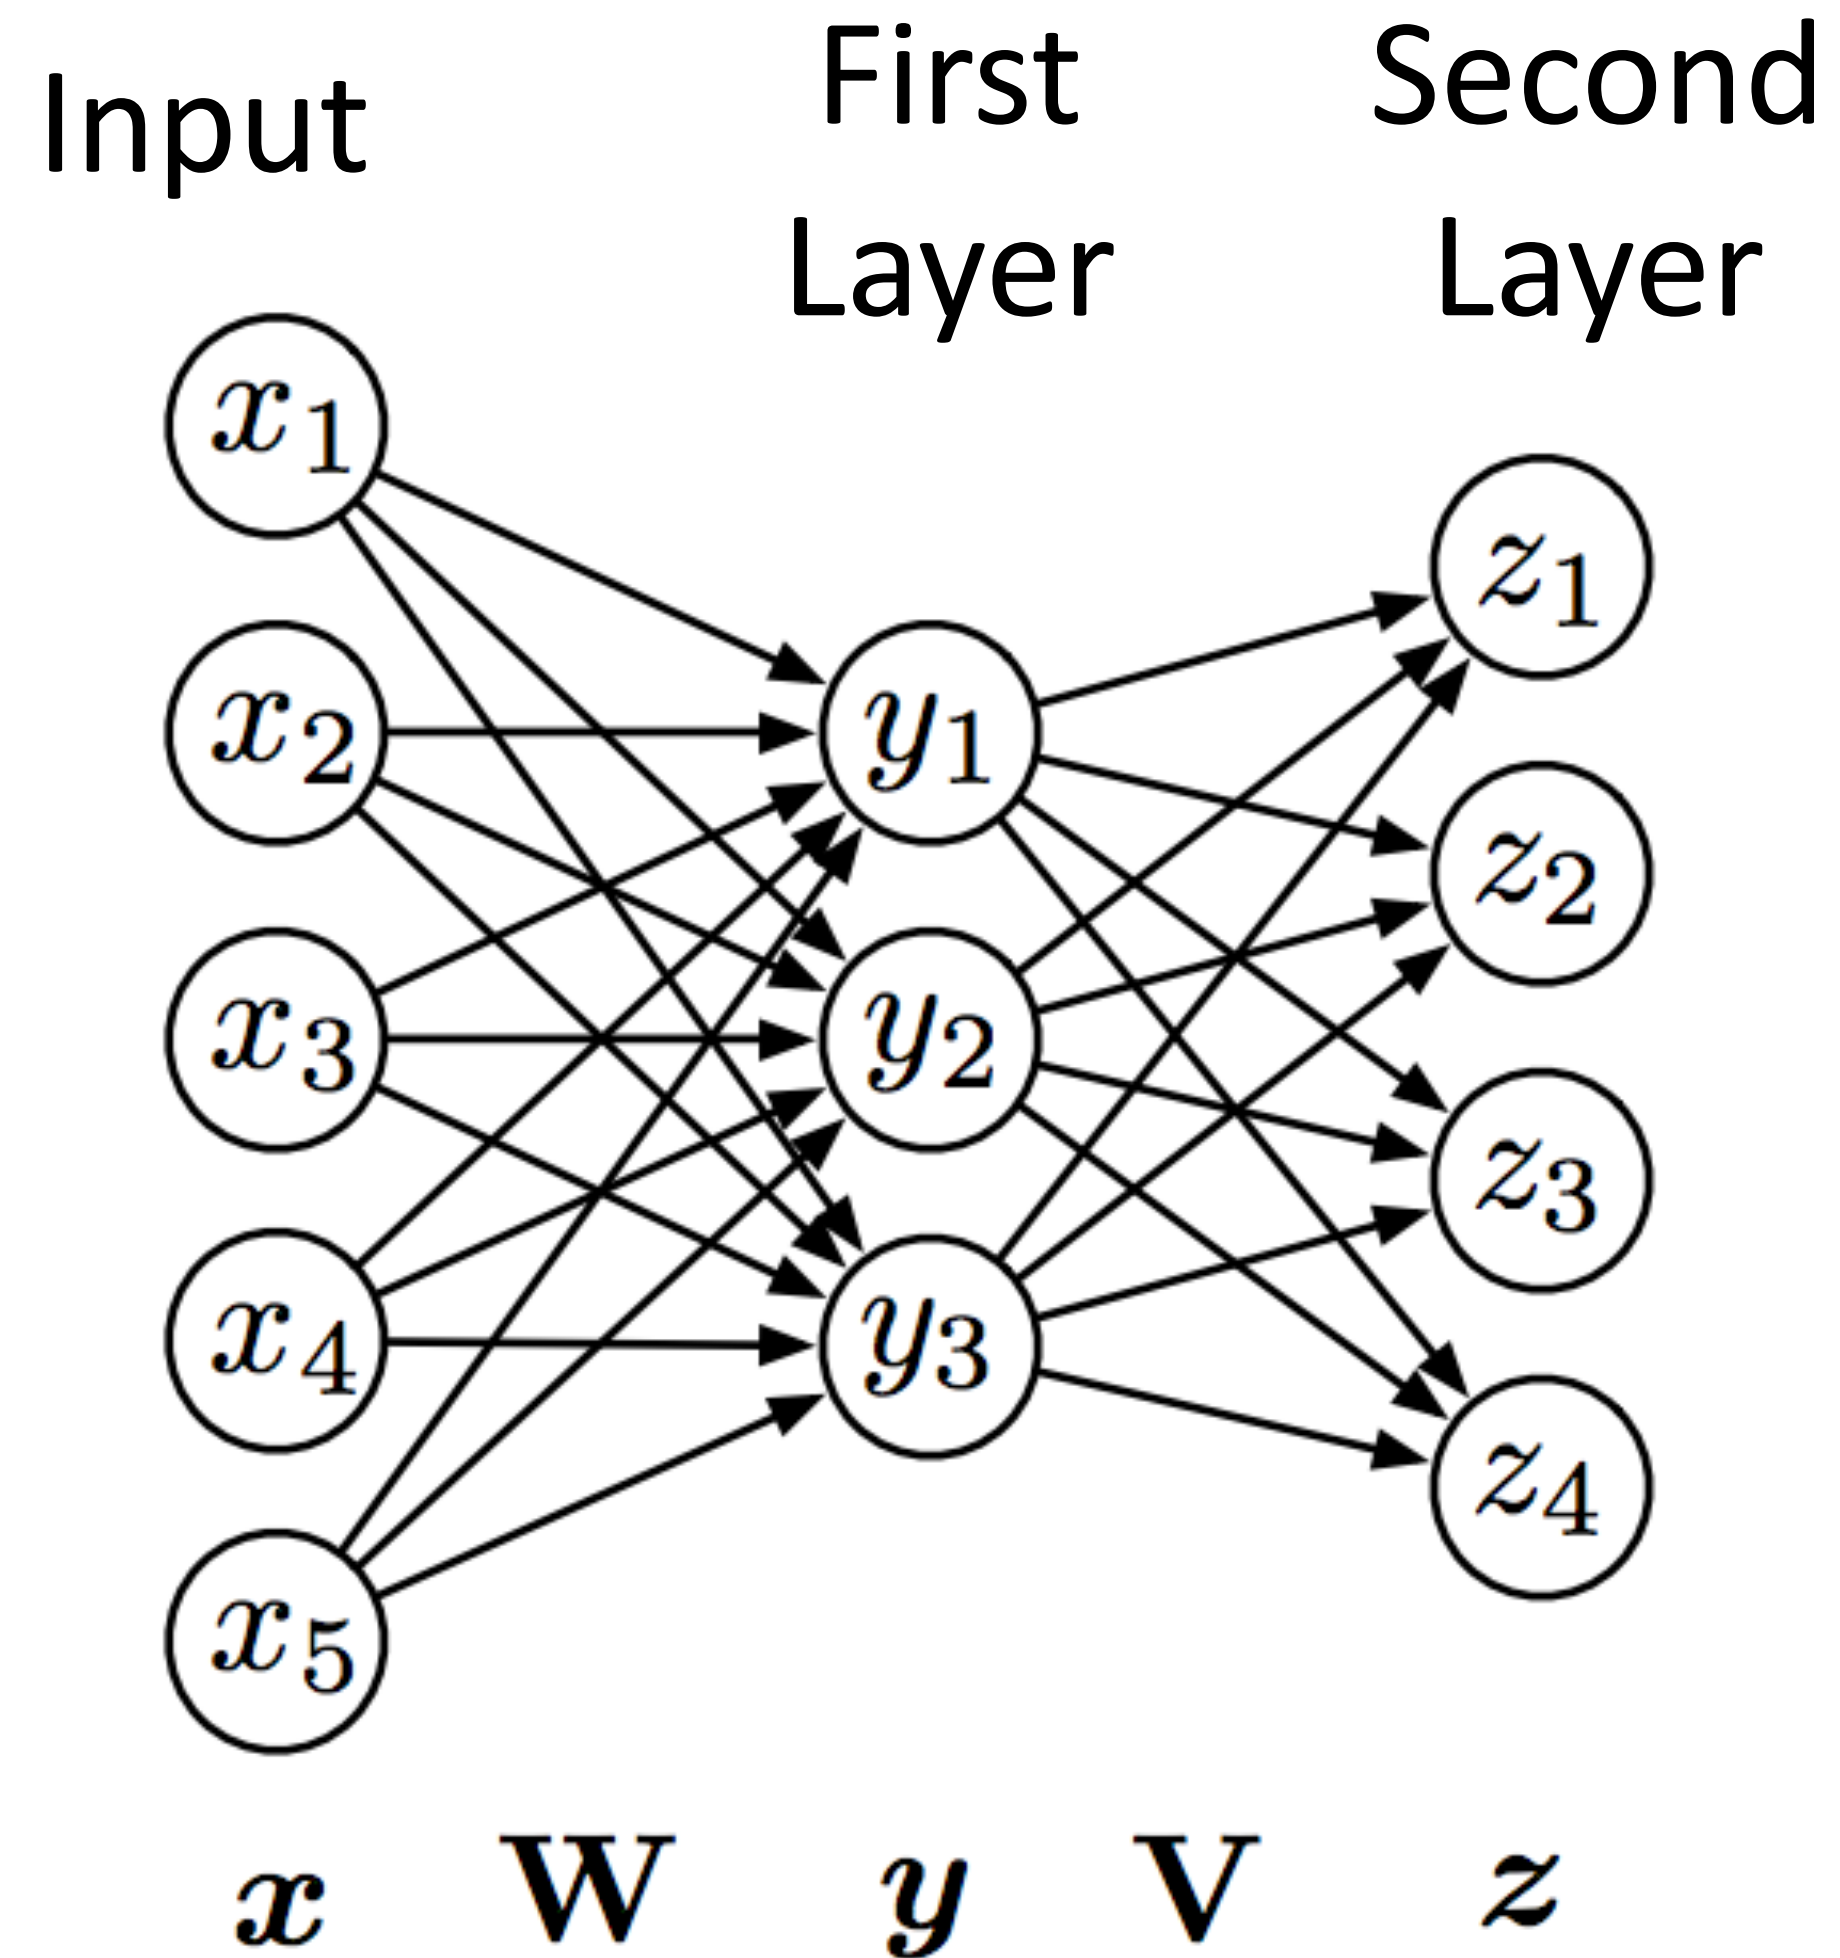 Input
First
Layer
Second
Layer
x1
x2
x3
x4
x5
y1
y2
y3
z1
z2
z3
z4
x W y V z